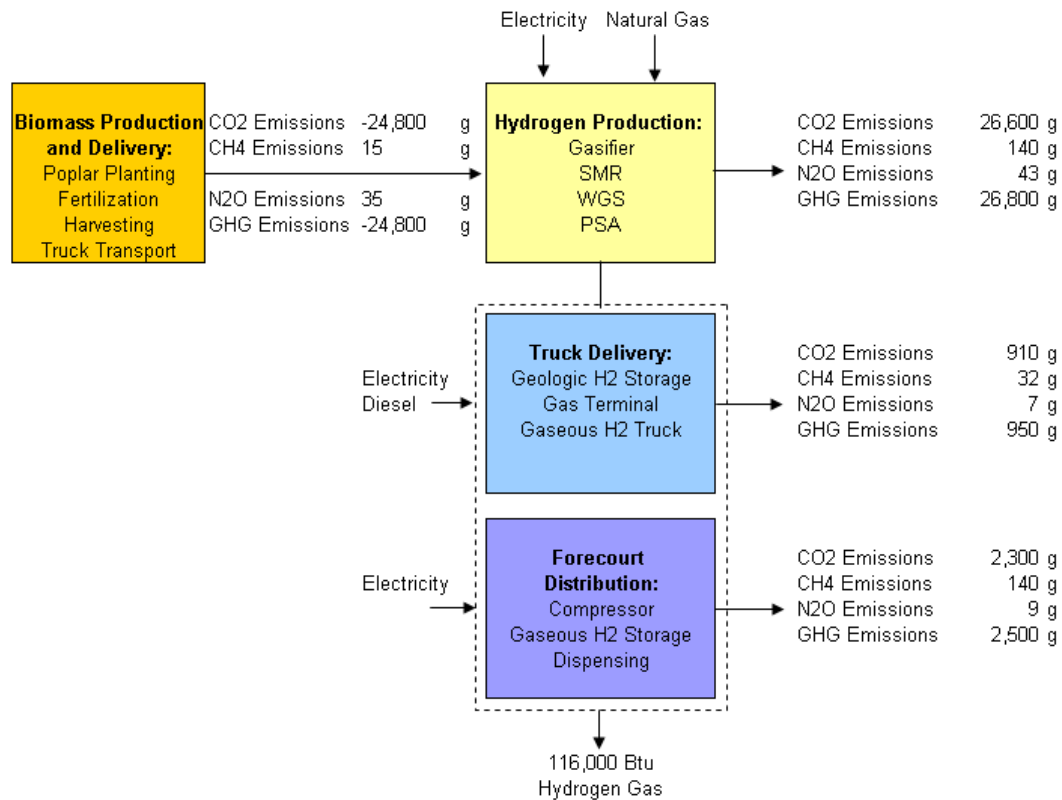 Electricity
Natural Gas
Biomass Production
and Delivery:
Poplar Planting
Fertilization
Harvesting
Truck Transport
CO2 Emissions -24,800 g
CH4 Emissions 15 g
N2O Emissions 35 g
GHG Emissions -24,800 g
Hydrogen Production:
Gasifier
SMR
WGS
PSA
CO2 Emissions 26,600 g
CH4 Emissions 140 g
N2O Emissions 43 g
GHG Emissions 26,800 g
Electricity
Diesel
Truck Delivery:
Geologic H2 Storage
Gas Terminal
Gaseous H2 Truck
CO2 Emissions 910 g
CH4 Emissions 32 g
N2O Emissions 7 g
GHG Emissions 950 g
Electricity
Forecourt
Distribution:
Compressor
Gaseous H2 Storage
Dispensing
CO2 Emissions 2,300 g
CH4 Emissions 140 g
N2O Emissions 9 g
GHG Emissions 2,500 g
116,000 Btu
Hydrogen Gas